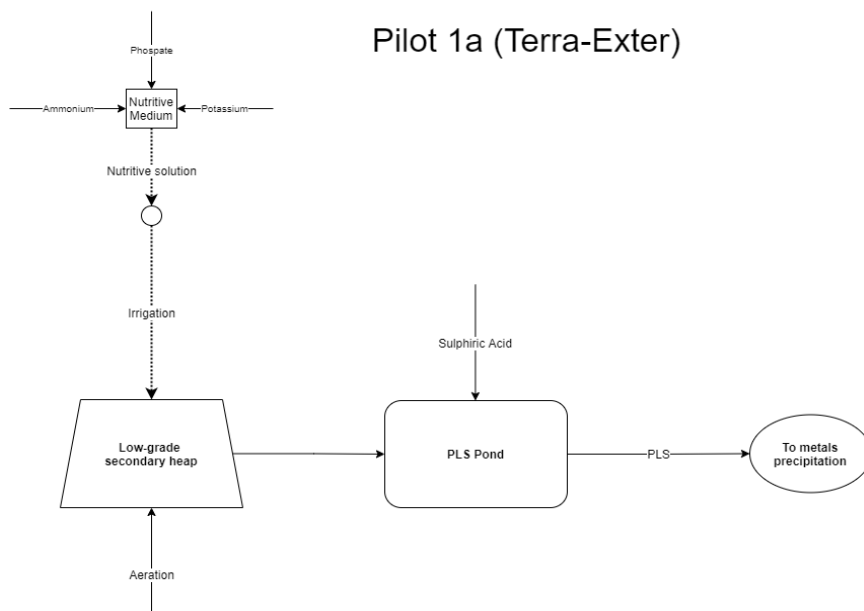 Pilot 1a (Terra-Exter)
Phospate
Ammonium
Nutritive
Medium
Potassium
Nutritive solution
Irrigation
Sulphiric Acid
Low-grade
secondary heap
PLS Pond
PLS
To metals
precipitation
Aeration